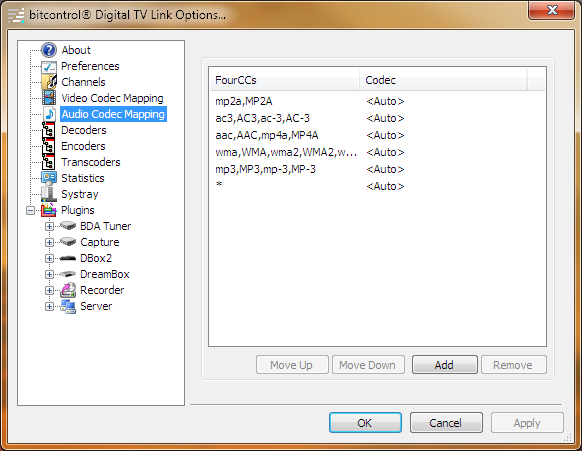 bitcontrol® Digital TV Link Options...
About
Preferences
Channels
Video Codec Mapping
Audio Codec Mapping
Decoders
Encoders
Transcoders
Statistics
Systray
Plugins
BDA Tuner
Capture
DBox2
DreamBox
Recorder
Server
FourCCs Codec
mp2a,MP2A <Auto>
ac3,AC3,ac-3,AC-3 <Auto>
aac,AAC,mp4a,MP4A <Auto>
wma,WMA,wma2,WMA2,w... <Auto>
mp3,MP3,mp-3,MP-3 <Auto>
* <Auto>
Move Up Move Down Add Remove
OK Cancel Apply